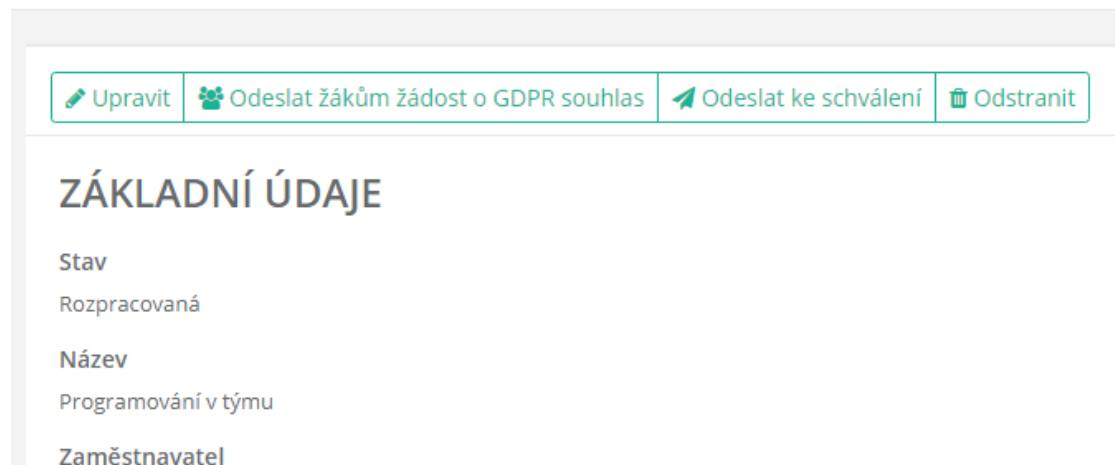 Upravit Odeslat žákům žádost o GDPR souhlas Odeslat ke schválení Odstranit
ZÁKLADNÍ ÚDAJE
Stav
Rozpracovaná
Název
Programování v týmu
Zaměstnavatel